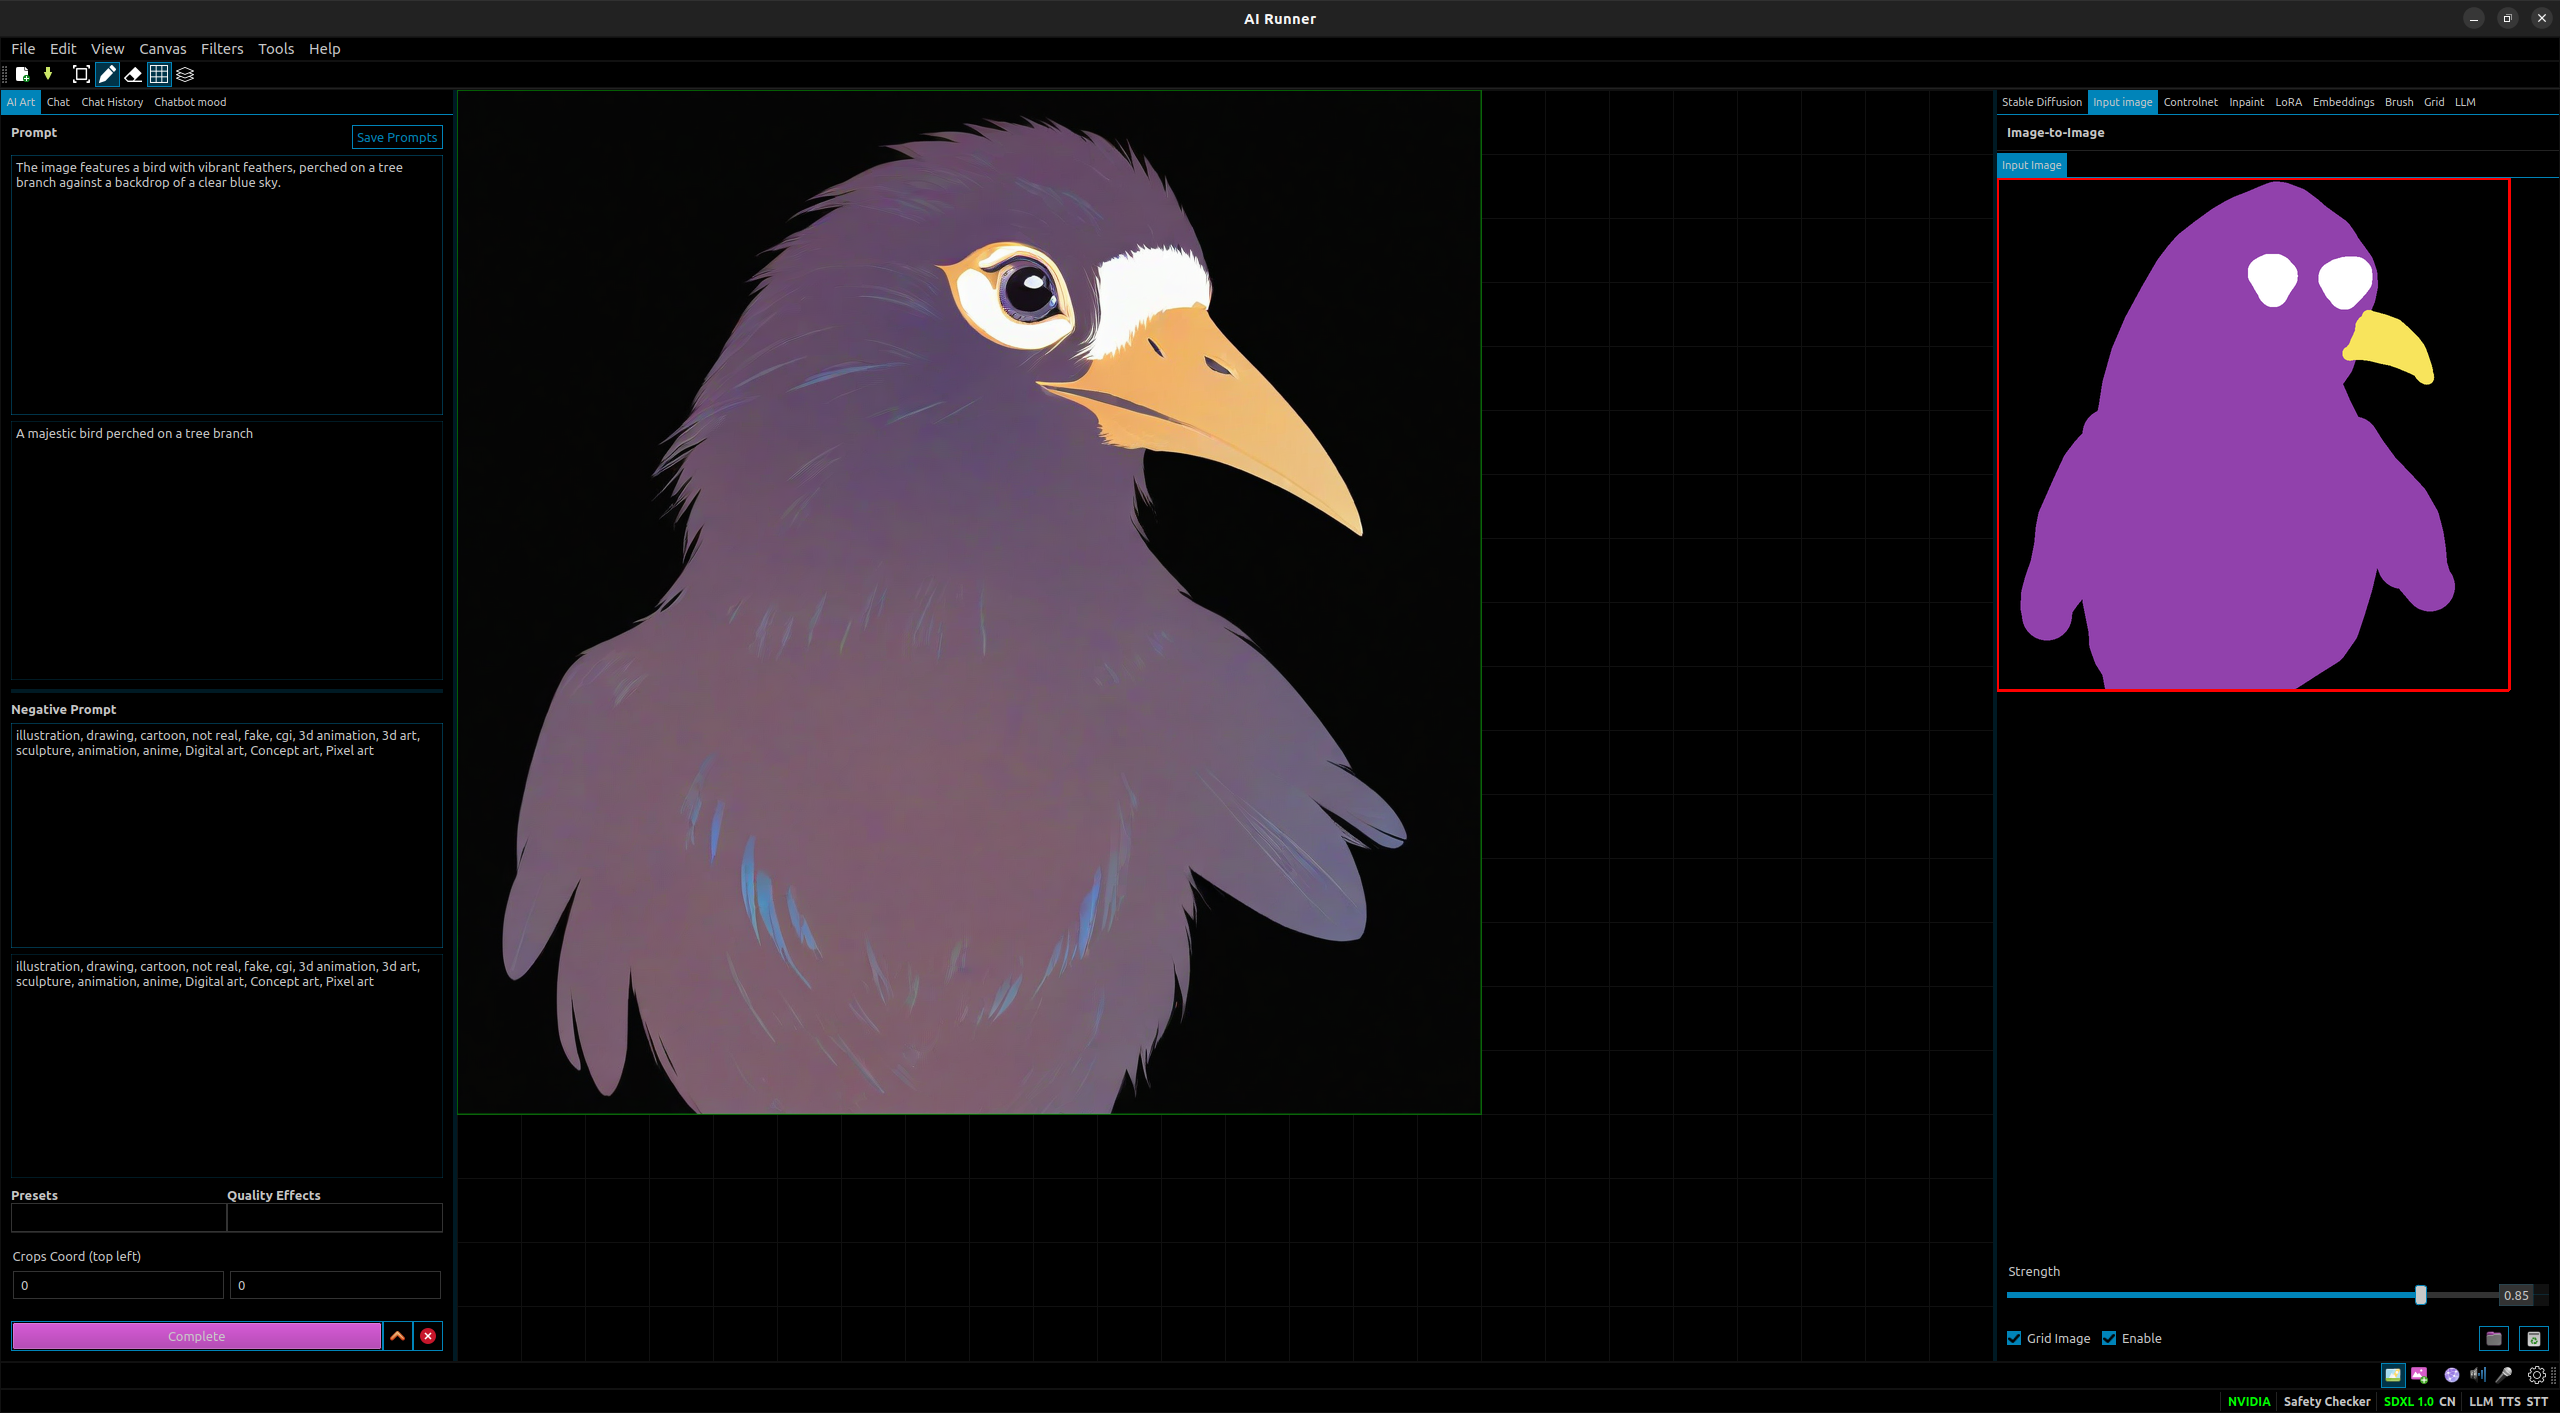 AI Runner
File Edit View Canvas Filters Tools Help
AI Art Chat Chat History Chatbot mood
Prompt
Save Prompts
The image features a bird with vibrant feathers, perched on a tree
branch against a backdrop of a clear blue sky.
A majestic bird perched on a tree branch
Negative Prompt
illustration, drawing, cartoon, not real, fake, cgi, 3d animation, 3d art,
sculpture, animation, anime, Digital art, Concept art, Pixel art
illustration, drawing, cartoon, not real, fake, cgi, 3d animation, 3d art,
sculpture, animation, anime, Digital art, Concept art, Pixel art
Presets Quality Effects
Crops Coord (top left)
0 0
Complete
Stable Diffusion Input image Controlnet Inpaint LoRA Embeddings Brush Grid LLM
Image-to-Image
Input Image
Strength
0.85
Grid Image Enable
NVIDIA Safety Checker SDXL 1.0 CN LLM TTS STT